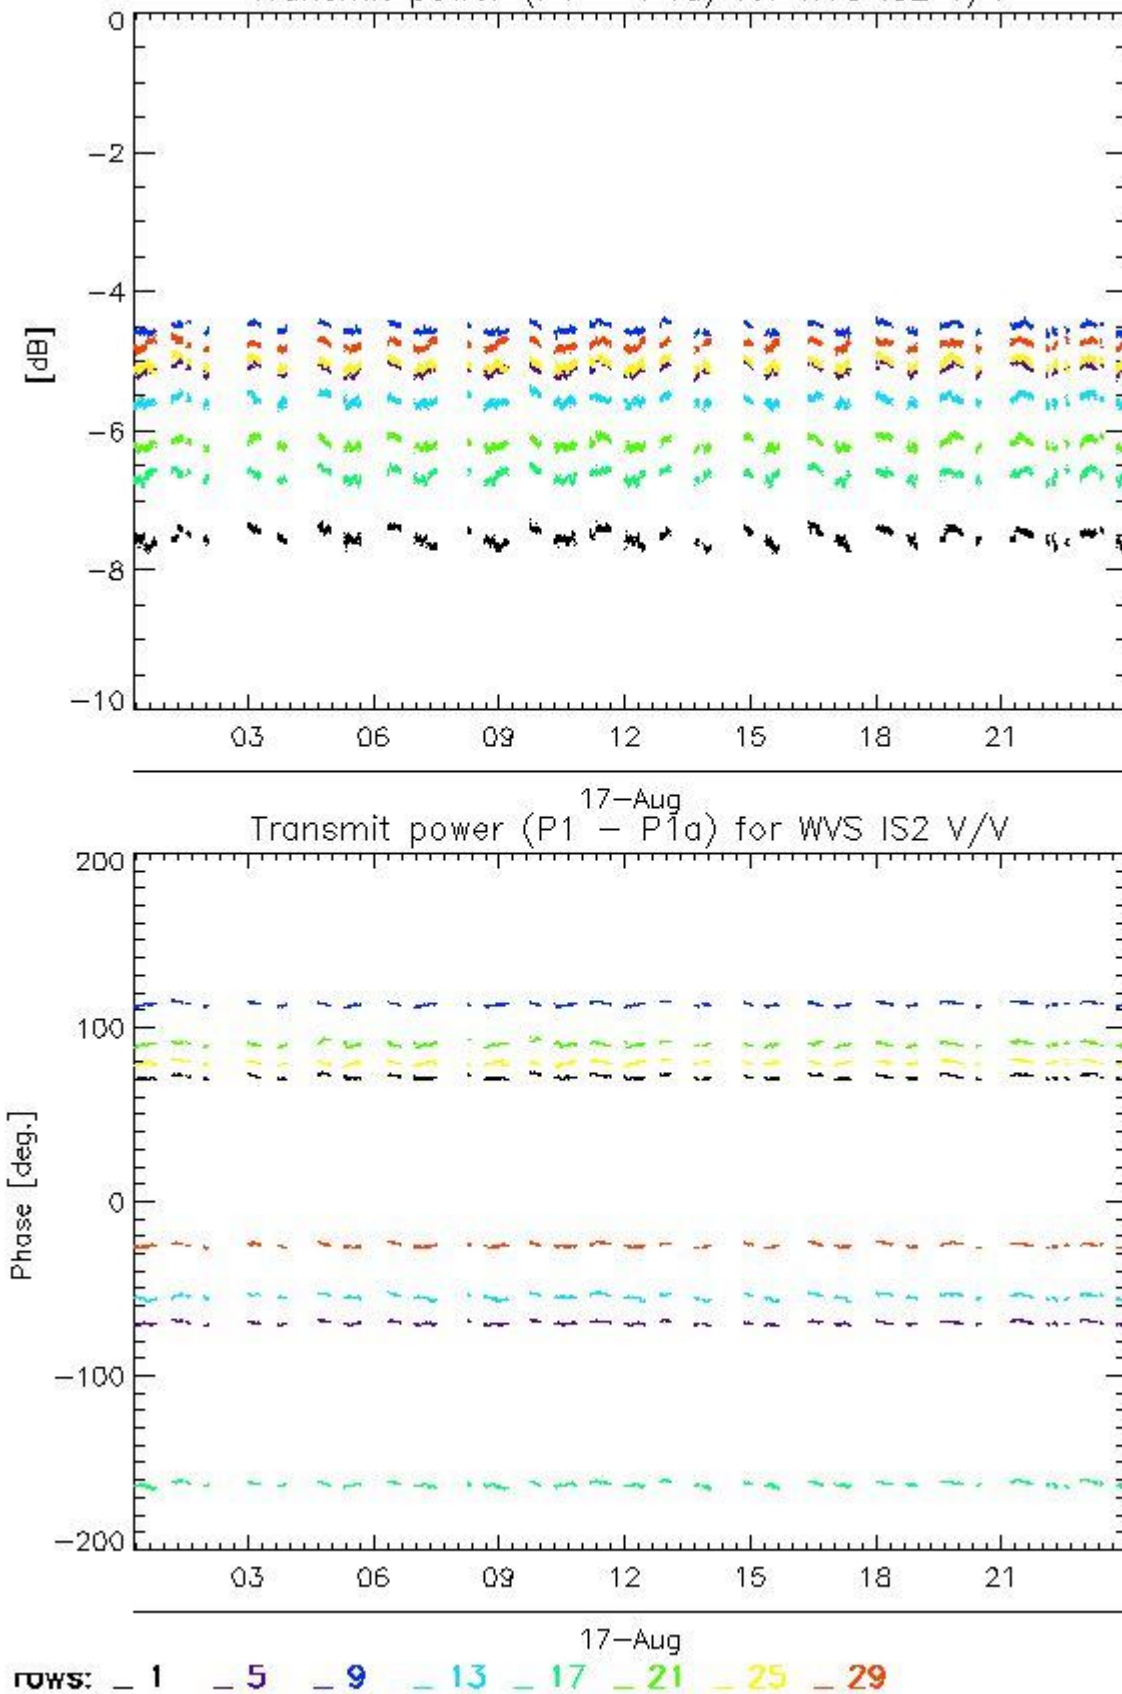 0
−2
−4
[dB]
−6
−8
−10
03 06 09 12 15 18 21
17−Aug
Transmit power (P1 − P1a) for WVS IS2 V/V
200
100
0
Phase [deg.]
−100
−200
03 06 09 12 15 18 21
17−Aug
rows: _ 1 _ 5 _ 9 _ 13 _ 17 _ 21 _ 25 _ 29